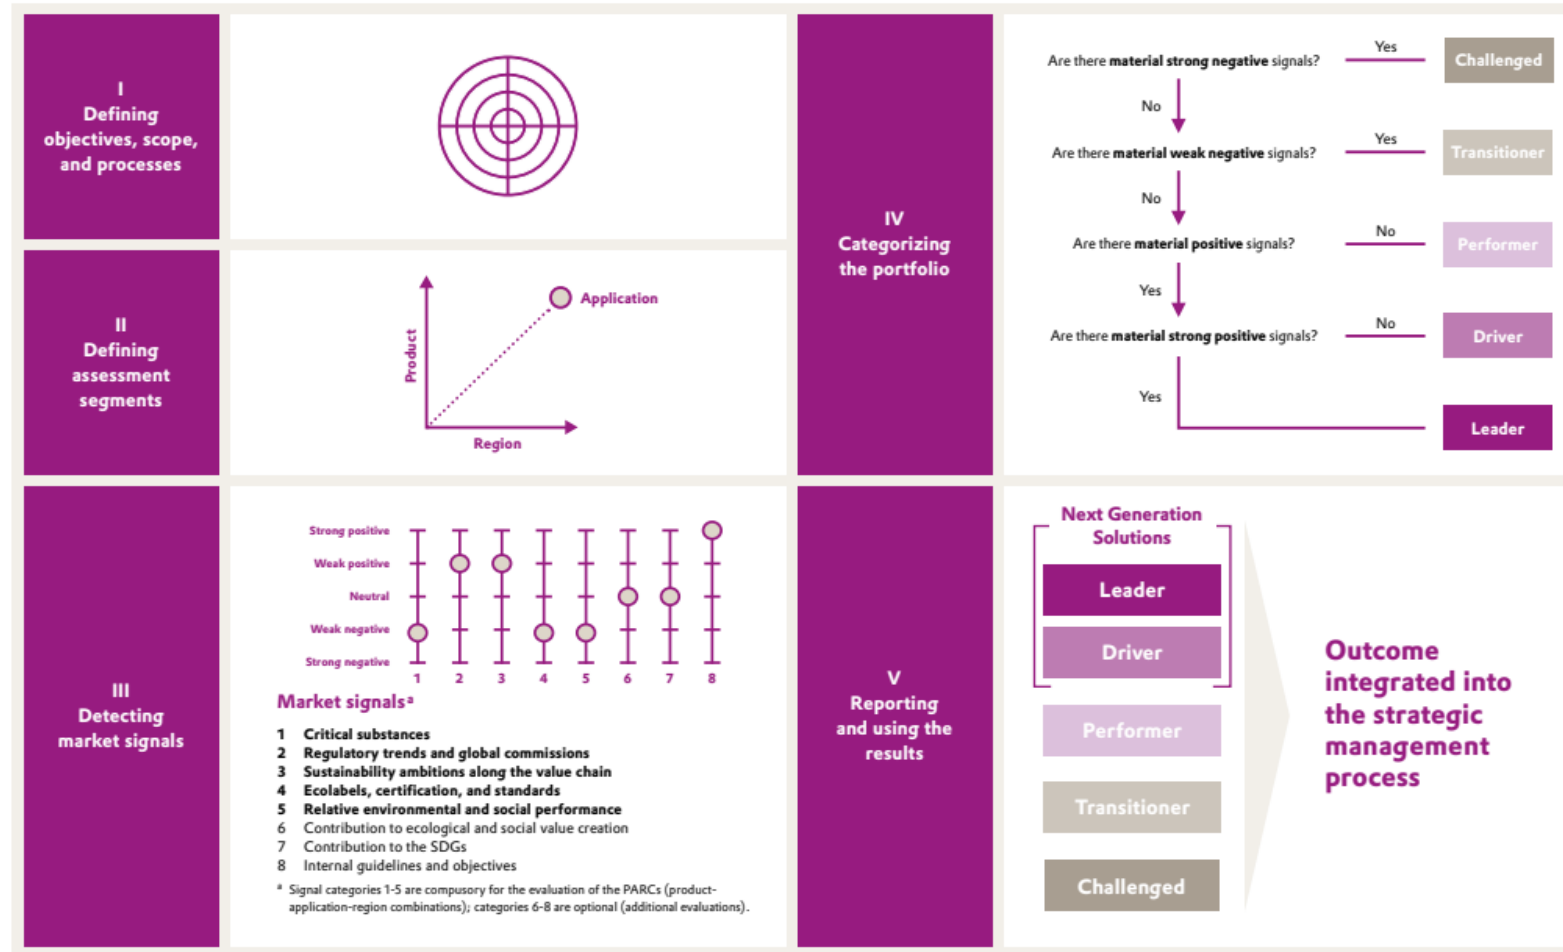 I
Defining
objectives, scope,
and processes
II
Defining
assessment
segments
Product
Application
Region
III
Detecting
market signals
Strong positive
Weak positive
Neutral
Weak negative
Strong negative
1 2 3 4 5 6 7 8
Market signals a
1 Critical substances
2 Regulatory trends and global commissions
3 Sustainability ambitions along the value chain
4 Ecolabels, certification, and standards
5 Relative environmental and social performance
6 Contribution to ecological and social value creation
7 Contribution to the SDGs
8 Internal guidelines and objectives
a Signal categories 1-5 are compusory for the evaluation of the PARCs (product-
application-region combinations); categories 6-8 are optional (additional evaluations).
IV
Categorizing
the portfolio
Are there material strong negative signals?
Yes
Challenged
No
Are there material weak negative signals?
Yes
Transitioner
No
Are there material positive signals?
No
Performer
Yes
Are there material strong positive signals?
No
Driver
Yes
Leader
V
Reporting
and using the
results
Next Generation
Solutions
Leader
Driver
Performer
Transitioner
Challenged
Outcome
integrated into
the strategic
management
process